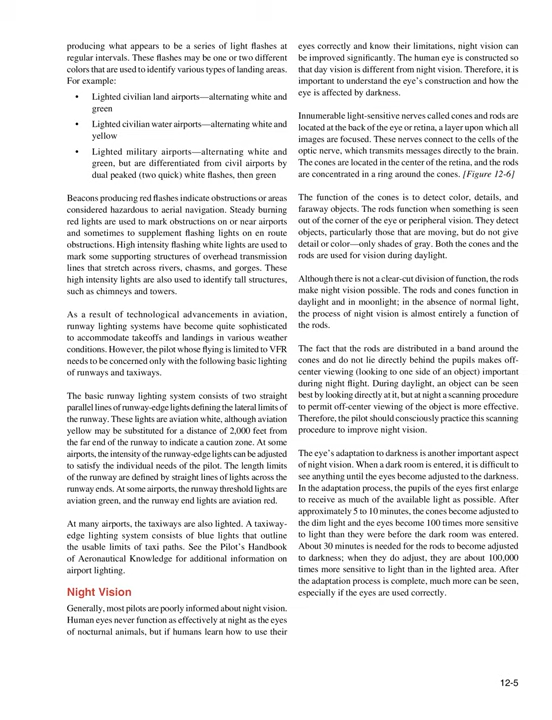 producing what appears to be a series of light flashes at
regular intervals. These flashes may be one or two different
colors that are used to identify various types of landing areas.
For example:
• Lighted civilian land airports—alternating white and
green
• Lighted civilian water airports—alternating white and
yellow
• Lighted military airports—alternating white and
green, but are differentiated from civil airports by
dual peaked (two quick) white flashes, then green
Beacons producing red flashes indicate obstructions or areas
considered hazardous to aerial navigation. Steady burning
red lights are used to mark obstructions on or near airports
and sometimes to supplement flashing lights on en route
obstructions. High intensity flashing white lights are used to
mark some supporting structures of overhead transmission
lines that stretch across rivers, chasms, and gorges. These
high intensity lights are also used to identify tall structures,
such as chimneys and towers.
As a result of technological advancements in aviation,
runway lighting systems have become quite sophisticated
to accommodate takeoffs and landings in various weather
conditions. However, the pilot whose flying is limited to VFR
needs to be concerned only with the following basic lighting
of runways and taxiways.
The basic runway lighting system consists of two straight
parallel lines of runway-edge lights defining the lateral limits of
the runway. These lights are aviation white, although aviation
yellow may be substituted for a distance of 2,000 feet from
the far end of the runway to indicate a caution zone. At some
airports, the intensity of the runway-edge lights can be adjusted
to satisfy the individual needs of the pilot. The length limits
of the runway are defined by straight lines of lights across the
runway ends. At some airports, the runway threshold lights are
aviation green, and the runway end lights are aviation red.
At many airports, the taxiways are also lighted. A taxiway-
edge lighting system consists of blue lights that outline
the usable limits of taxi paths. See the Pilot's Handbook
of Aeronautical Knowledge for additional information on
airport lighting.
Night Vision
Generally, most pilots are poorly informed about night vision.
Human eyes never function as effectively at night as the eyes
of nocturnal animals, but if humans learn how to use their
eyes correctly and know their limitations, night vision can
be improved significantly. The human eye is constructed so
that day vision is different from night vision. Therefore, it is
important to understand the eye's construction and how the
eye is affected by darkness.
Innumerable light-sensitive nerves called cones and rods are
located at the back of the eye or retina, a layer upon which all
images are focused. These nerves connect to the cells of the
optic nerve, which transmits messages directly to the brain.
The cones are located in the center of the retina, and the rods
are concentrated in a ring around the cones. [Figure 12-6]
The function of the cones is to detect color, details, and
faraway objects. The rods function when something is seen
out of the corner of the eye or peripheral vision. They detect
objects, particularly those that are moving, but do not give
detail or color—only shades of gray. Both the cones and the
rods are used for vision during daylight.
Although there is not a clear-cut division of function, the rods
make night vision possible. The rods and cones function in
daylight and in moonlight; in the absence of normal light,
the process of night vision is almost entirely a function of
the rods.
The fact that the rods are distributed in a band around the
cones and do not lie directly behind the pupils makes off-
center viewing (looking to one side of an object) important
during night flight. During daylight, an object can be seen
best by looking directly at it, but at night a scanning procedure
to permit off-center viewing of the object is more effective.
Therefore, the pilot should consciously practice this scanning
procedure to improve night vision.
The eye's adaptation to darkness is another important aspect
of night vision. When a dark room is entered, it is difficult to
see anything until the eyes become adjusted to the darkness.
In the adaptation process, the pupils of the eyes first enlarge
to receive as much of the available light as possible. After
approximately 5 to 10 minutes, the cones become adjusted to
the dim light and the eyes become 100 times more sensitive
to light than they were before the dark room was entered.
About 30 minutes is needed for the rods to become adjusted
to darkness; when they do adjust, they are about 100,000
times more sensitive to light than in the lighted area. After
the adaptation process is complete, much more can be seen,
especially if the eyes are used correctly.
12-5